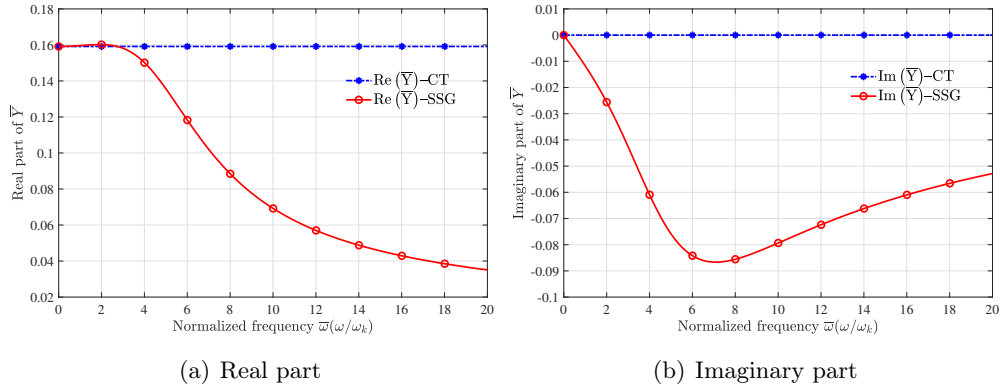 0.18
0.16
0.14
0.12
0.1
0.08
0.06
0.04
0.02
Real part of Y̅
Re (Y̅)–CT
Re (Y̅)–SSG
0 2 4 6 8 10 12 14 16 18 20
Normalized frequency ω̅(ω/ωₖ)
(a) Real part
0.01
0
-0.01
-0.02
-0.03
-0.04
-0.05
-0.06
-0.07
-0.08
-0.09
-0.1
Imaginary part of Y̅
Im (Y̅)–CT
Im (Y̅)–SSG
0 2 4 6 8 10 12 14 16 18 20
Normalized frequency ω̅(ω/ωₖ)
(b) Imaginary part